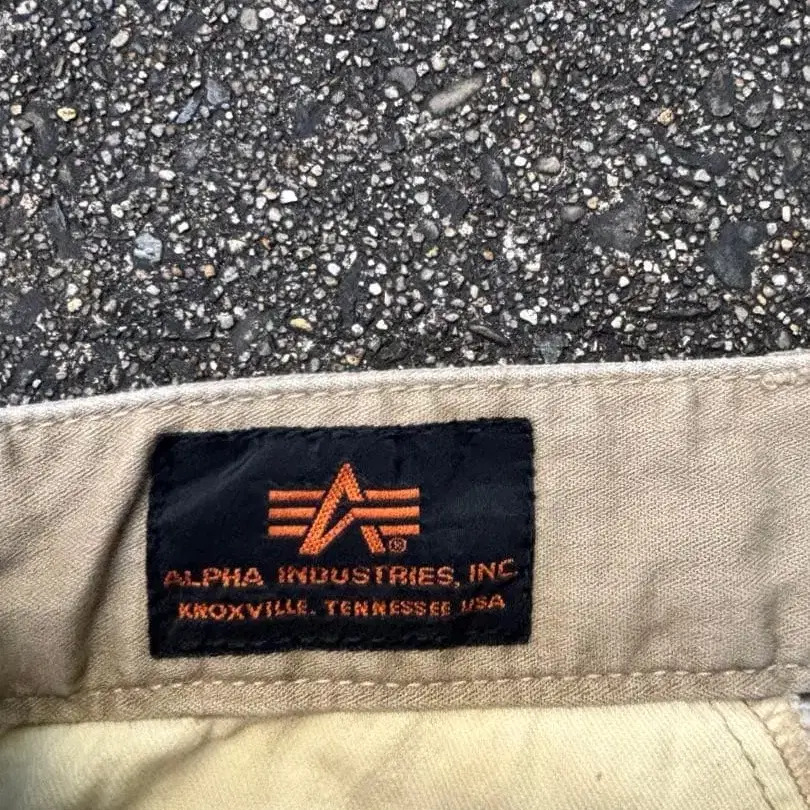 ®
ALPHA INDUSTRIES, INC.
KNOXVILLE. TENNESSEE USA